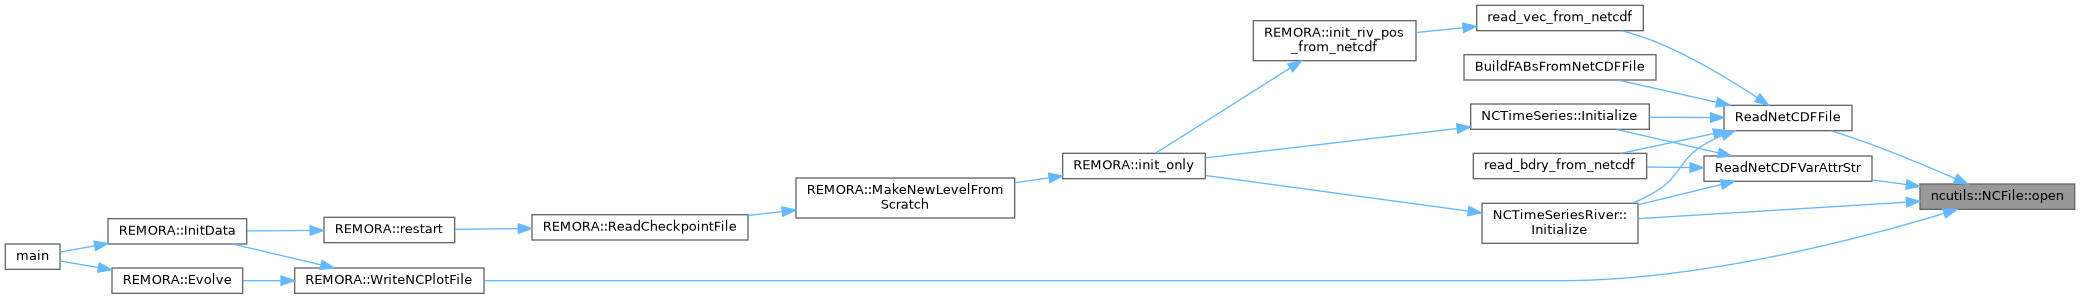 read_vec_from_netcdf
REMORA::init_riv_pos
_from_netcdf
BuildFABsFromNetCDFFile
NCTimeSeries::Initialize
ReadNetCDFFile
read_bdry_from_netcdf
REMORA::init_only
ReadNetCDFVarAttrStr
REMORA::MakeNewLevelFrom
Scratch
ncutils::NCFile::open
NCTimeSeriesRiver::
Initialize
REMORA::InitData
REMORA::restart
REMORA::ReadCheckpointFile
main
REMORA::Evolve
REMORA::WriteNCPlotFile